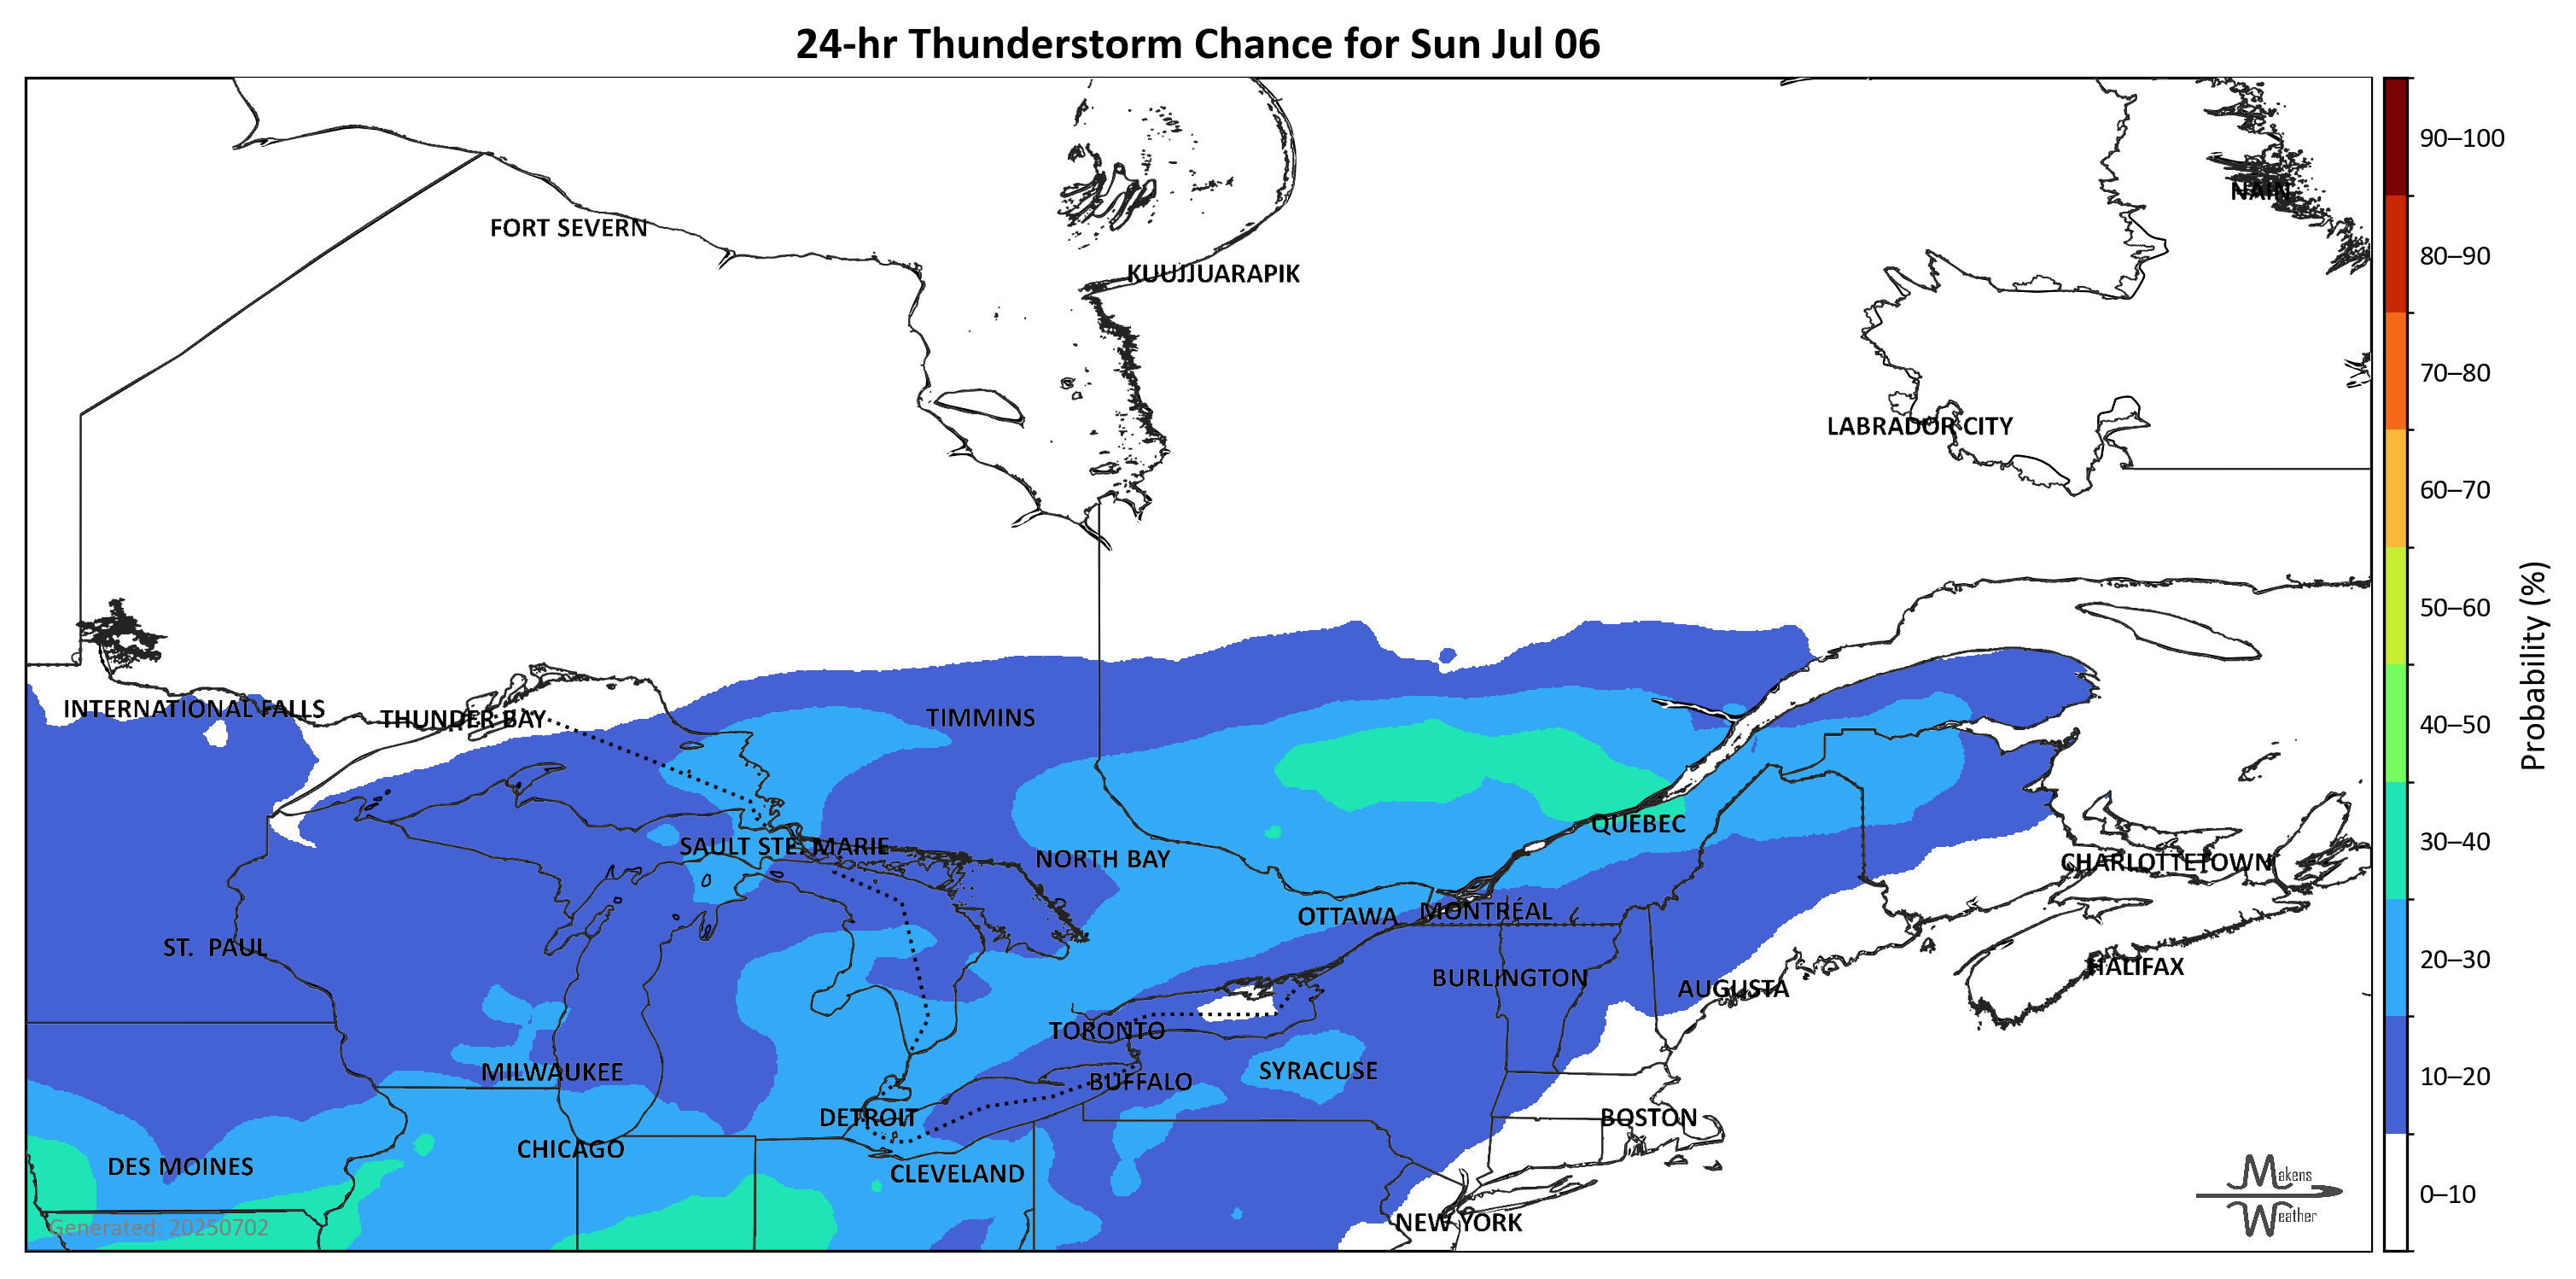 24-hr Thunderstorm Chance for Sun Jul 06
90–100
NAIN
FORT SEVERN
80–90
KUUJJUARAPIK
70–80
LABRADOR CITY
60–70
50–60
Probability (%)
INTERNATIONAL FALLS
THUNDER BAY
TIMMINS
40–50
QUEBEC
30–40
SAULT STE. MARIE
NORTH BAY
CHARLOTTETOWN
OTTAWA
MONTRÉAL
ST. PAUL
20–30
HALIFAX
BURLINGTON
AUGUSTA
TORONTO
MILWAUKEE
SYRACUSE
10–20
BUFFALO
DETROIT
BOSTON
CHICAGO
DES MOINES
CLEVELAND
Makens
0–10
Weather
NEW YORK
Generated: 20250702